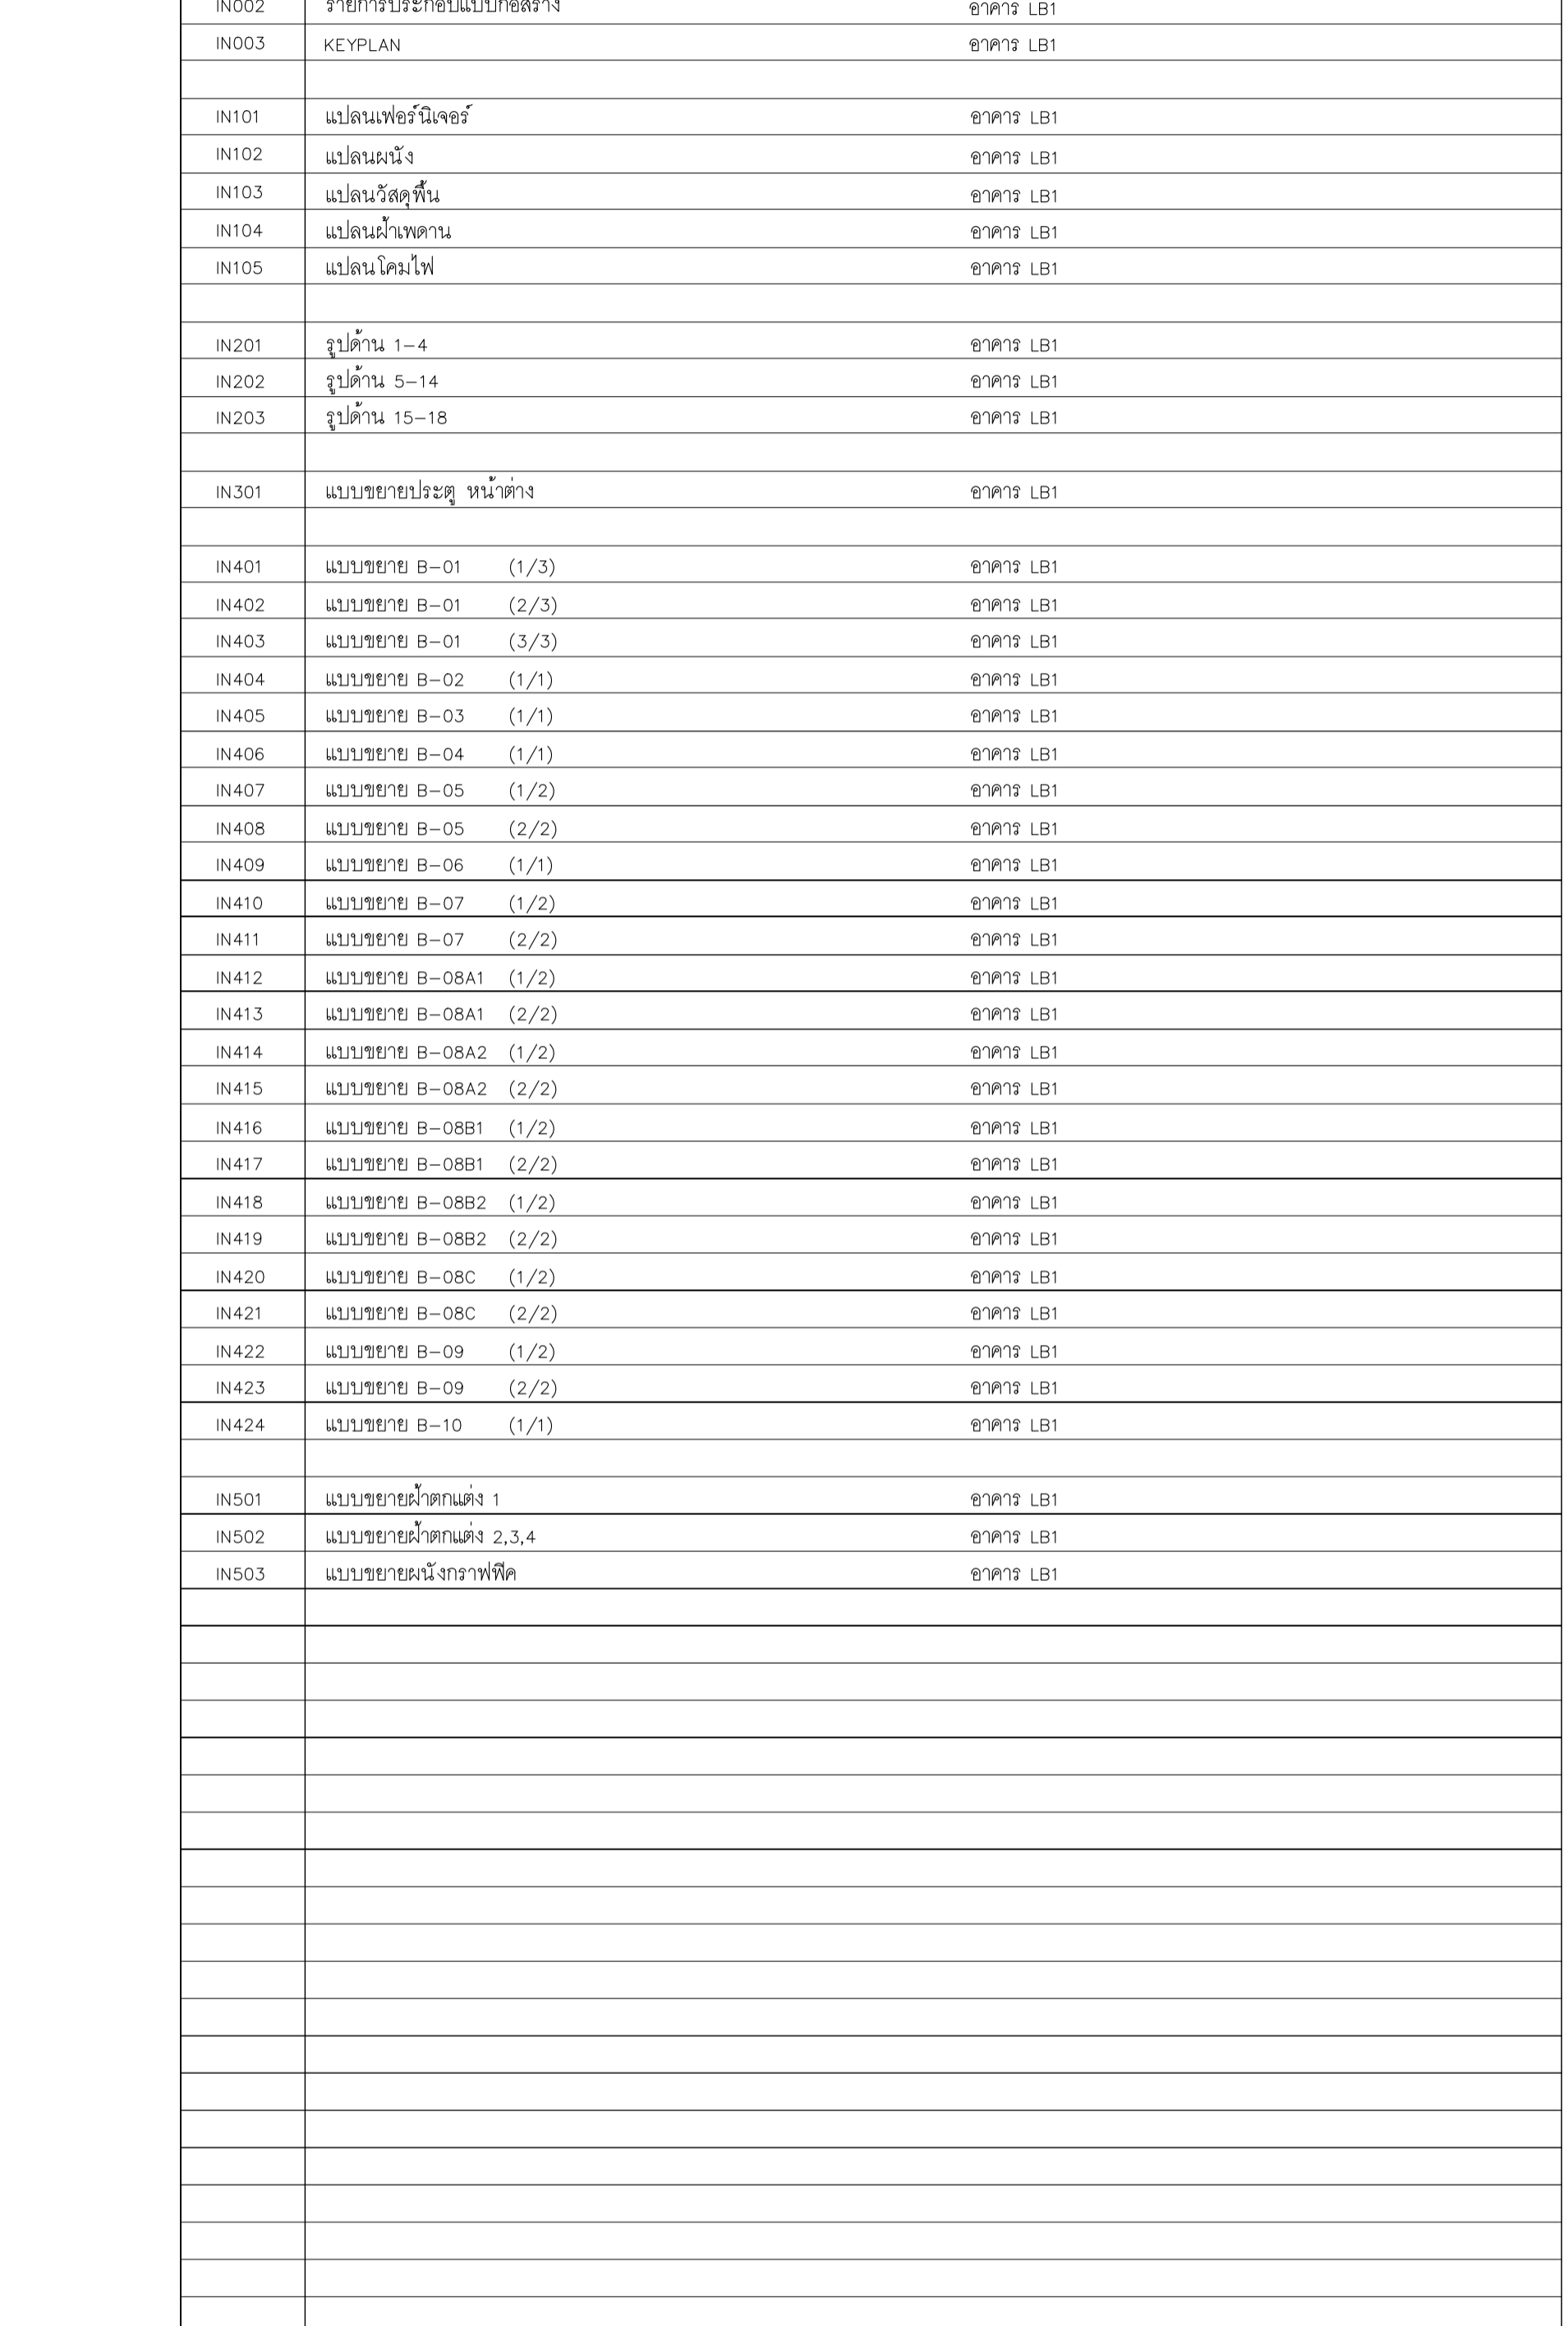 IN002 รายการประกอบแบบก่อสร้าง อาคาร LB1
IN003 KEYPLAN อาคาร LB1
IN101 แปลนเฟอร์นิเจอร์ อาคาร LB1
IN102 แปลนผนัง อาคาร LB1
IN103 แปลนวัสดุพื้น อาคาร LB1
IN104 แปลนฝ้าเพดาน อาคาร LB1
IN105 แปลนโคมไฟ อาคาร LB1
IN201 รูปด้าน 1-4 อาคาร LB1
IN202 รูปด้าน 5-14 อาคาร LB1
IN203 รูปด้าน 15-18 อาคาร LB1
IN301 แบบขยายประตู หน้าต่าง อาคาร LB1
IN401 แบบขยาย B-01 (1/3) อาคาร LB1
IN402 แบบขยาย B-01 (2/3) อาคาร LB1
IN403 แบบขยาย B-01 (3/3) อาคาร LB1
IN404 แบบขยาย B-02 (1/1) อาคาร LB1
IN405 แบบขยาย B-03 (1/1) อาคาร LB1
IN406 แบบขยาย B-04 (1/1) อาคาร LB1
IN407 แบบขยาย B-05 (1/2) อาคาร LB1
IN408 แบบขยาย B-05 (2/2) อาคาร LB1
IN409 แบบขยาย B-06 (1/1) อาคาร LB1
IN410 แบบขยาย B-07 (1/2) อาคาร LB1
IN411 แบบขยาย B-07 (2/2) อาคาร LB1
IN412 แบบขยาย B-08A1 (1/2) อาคาร LB1
IN413 แบบขยาย B-08A1 (2/2) อาคาร LB1
IN414 แบบขยาย B-08A2 (1/2) อาคาร LB1
IN415 แบบขยาย B-08A2 (2/2) อาคาร LB1
IN416 แบบขยาย B-08B1 (1/2) อาคาร LB1
IN417 แบบขยาย B-08B1 (2/2) อาคาร LB1
IN418 แบบขยาย B-08B2 (1/2) อาคาร LB1
IN419 แบบขยาย B-08B2 (2/2) อาคาร LB1
IN420 แบบขยาย B-08C (1/2) อาคาร LB1
IN421 แบบขยาย B-08C (2/2) อาคาร LB1
IN422 แบบขยาย B-09 (1/2) อาคาร LB1
IN423 แบบขยาย B-09 (2/2) อาคาร LB1
IN424 แบบขยาย B-10 (1/1) อาคาร LB1
IN501 แบบขยายฝ้าตกแต่ง 1 อาคาร LB1
IN502 แบบขยายฝ้าตกแต่ง 2,3,4 อาคาร LB1
IN503 แบบขยายผนังกราฟฟิค อาคาร LB1